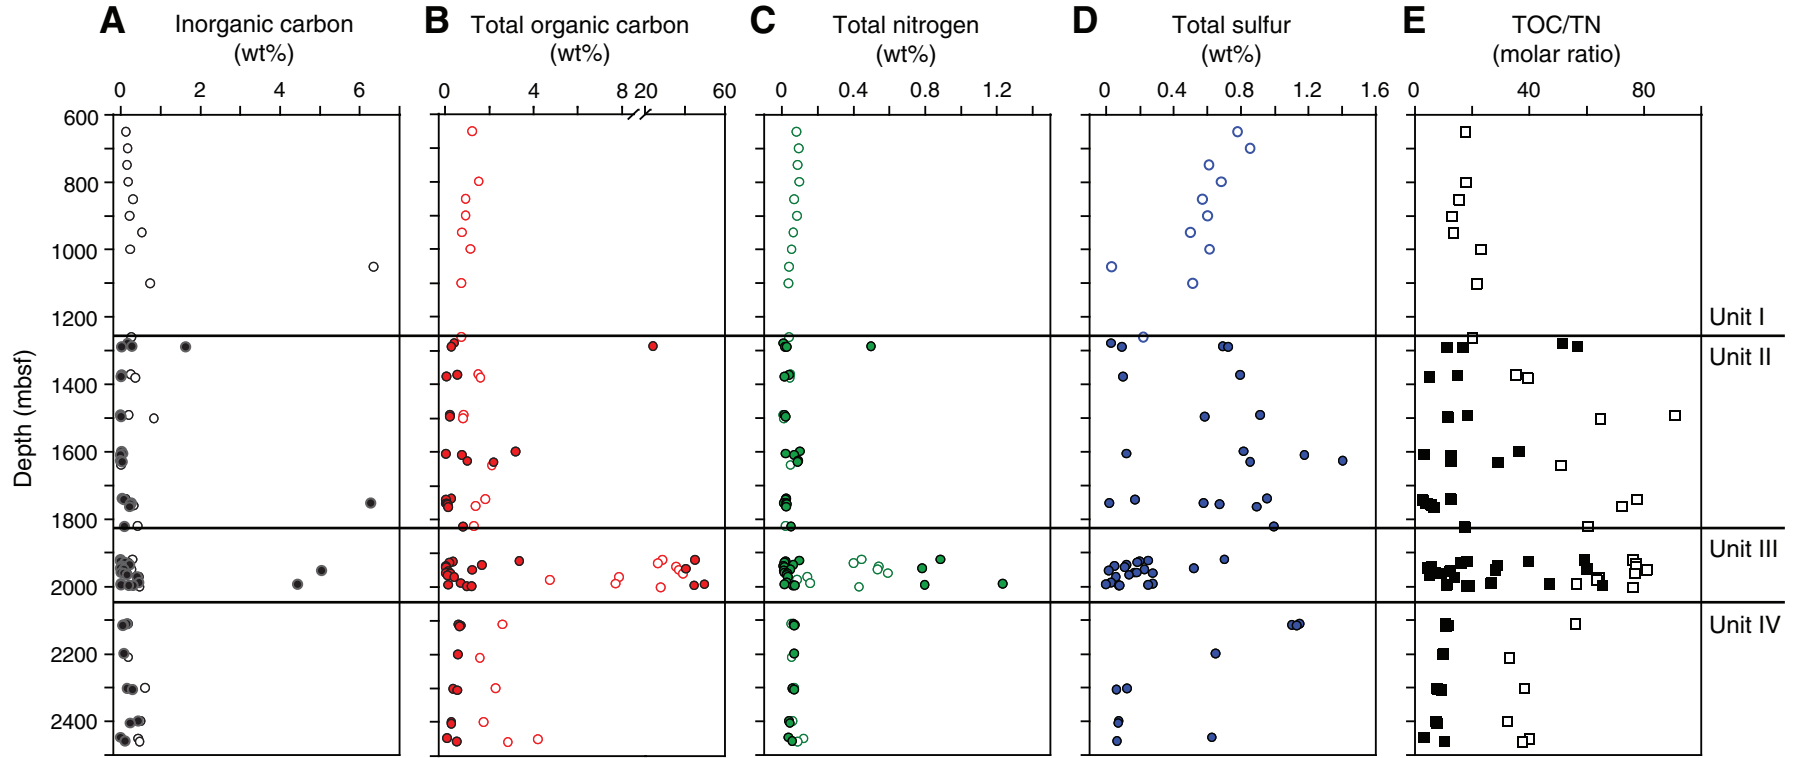 A Inorganic carbon (wt%)
B Total organic carbon (wt%)
C Total nitrogen (wt%)
D Total sulfur (wt%)
E TOC/TN (molar ratio)
0 2 4 6
0 4 8 20 60
0 0.4 0.8 1.2
0 0.4 0.8 1.2 1.6
0 40 80
Depth (mbsf)
600
800
1000
1200
1400
1600
1800
2000
2200
2400
Unit I
Unit II
Unit III
Unit IV